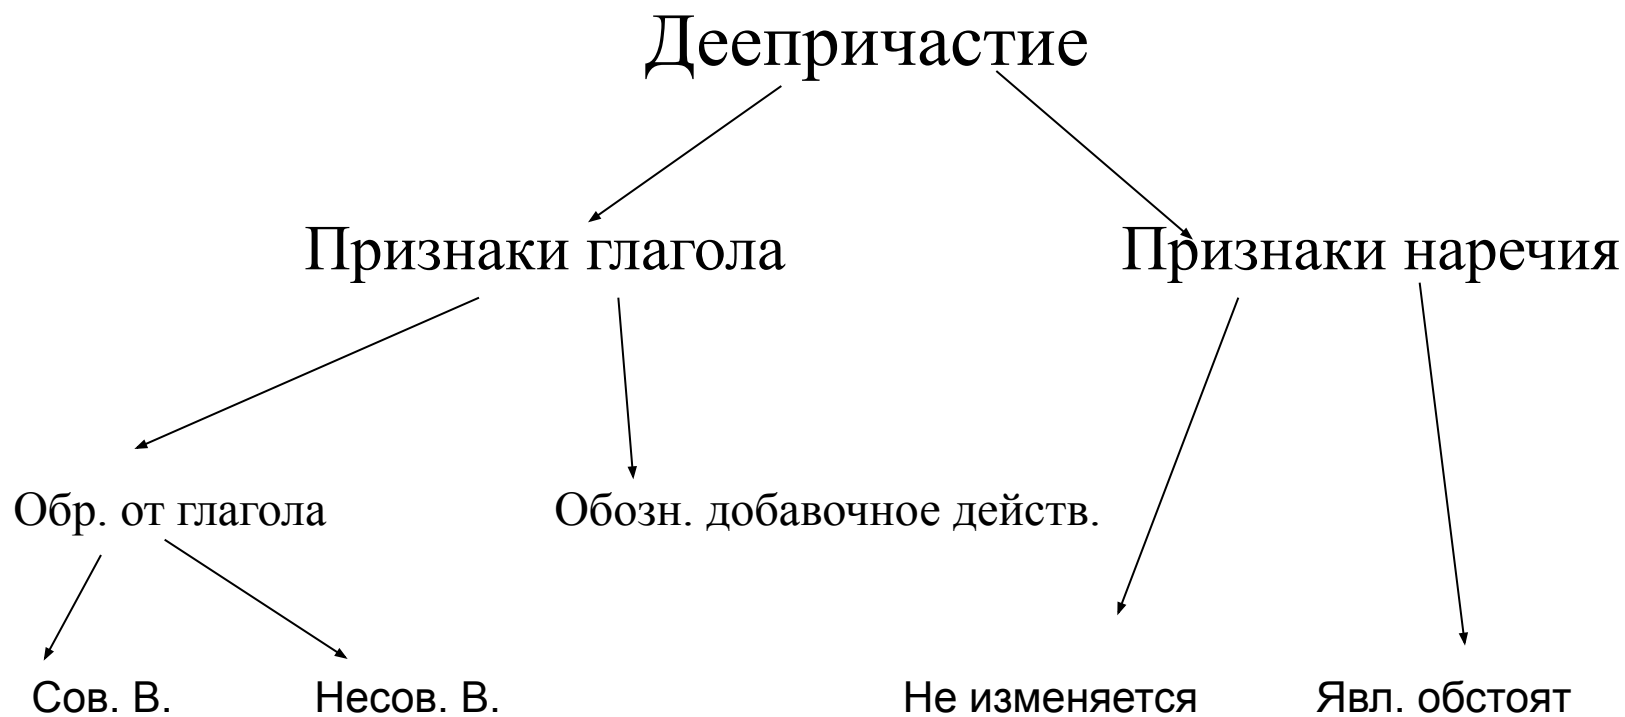 Деепричастие
Признаки глагола
Признаки наречия
Обр. от глагола
Обозн. добавочное действ.
Сов. В.
Несов. В.
Не изменяется
Явл. обстоят